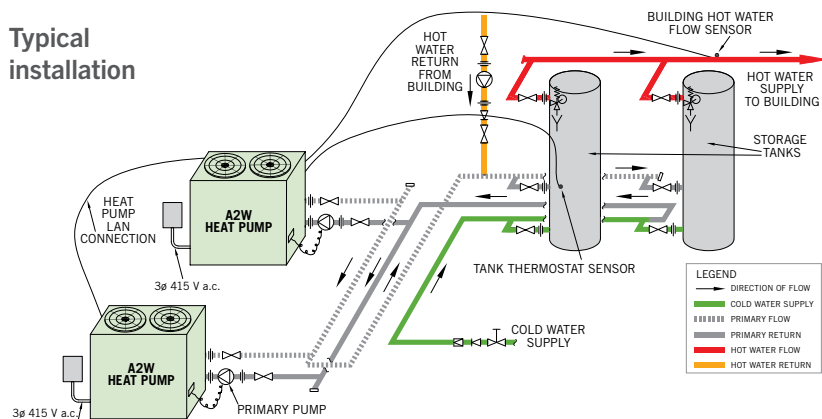 Typical
installation
HOT
WATER
RETURN
FROM
BUILDING
BUILDING HOT WATER
FLOW SENSOR
HOT WATER
SUPPLY
TO BUILDING
STORAGE
TANKS
A2W
HEAT PUMP
HEAT
PUMP
LAN
CONNECTION
3ø 415 V a.c.
TANK THERMOSTAT SENSOR
COLD WATER
SUPPLY
A2W
HEAT PUMP
PRIMARY PUMP
3ø 415 V a.c.
LEGEND
DIRECTION OF FLOW
COLD WATER SUPPLY
PRIMARY FLOW
PRIMARY RETURN
HOT WATER FLOW
HOT WATER RETURN